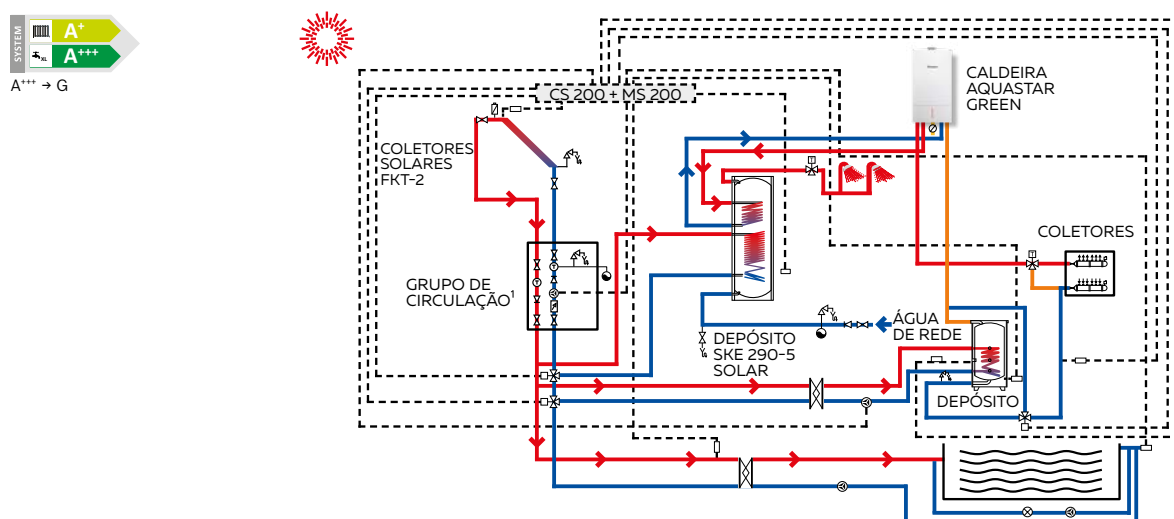 SYSTEM
A+
XL
A+++
A+++ → G
CS 200 + MS 200
CALDEIRA
AQUASTAR
GREEN
COLETORES
SOLARES
FKT-2
COLETORES
GRUPO DE
CIRCULAÇÃO1
ÁGUA
DE REDE
DEPÓSITO
SKE 290-5
SOLAR
DEPÓSITO